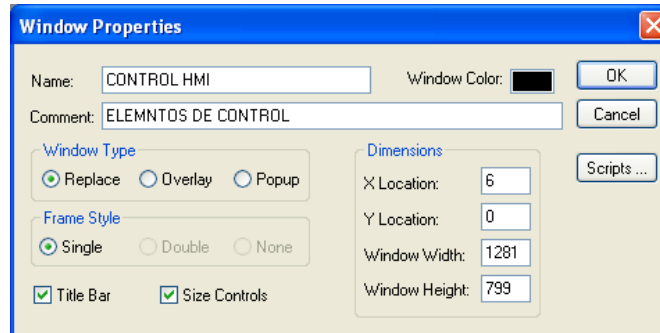 Window Properties
Name: CONTROL HMI Window Color: OK
Comment: ELEMNTOS DE CONTROL Cancel
Window Type Dimensions Scripts ...
Replace Overlay Popup X Location: 6
Frame Style Y Location: 0
Single Double None Window Width: 1281
Title Bar Size Controls Window Height: 799